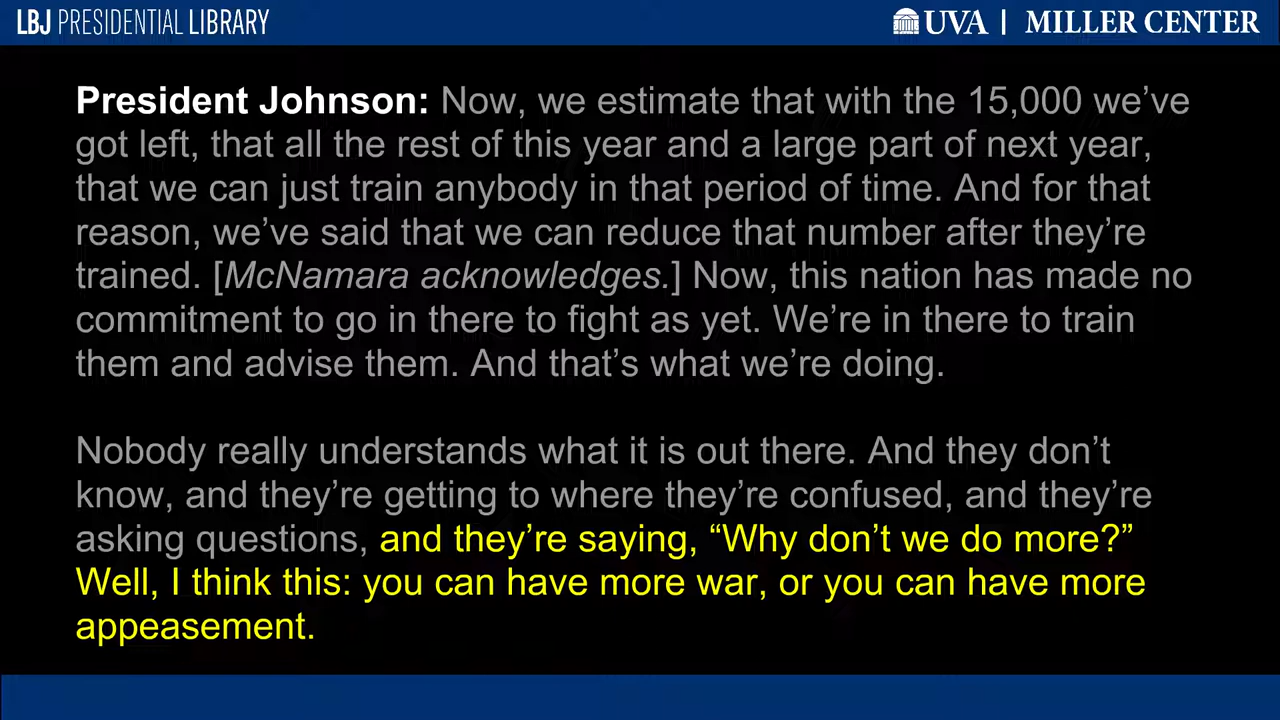 LBJ PRESIDENTIAL LIBRARY
UVA | MILLER CENTER
President Johnson: Now, we estimate that with the 15,000 we’ve
got left, that all the rest of this year and a large part of next year,
that we can just train anybody in that period of time. And for that
reason, we’ve said that we can reduce that number after they’re
trained. [McNamara acknowledges.] Now, this nation has made no
commitment to go in there to fight as yet. We’re in there to train
them and advise them. And that’s what we’re doing.
Nobody really understands what it is out there. And they don’t
know, and they’re getting to where they’re confused, and they’re
asking questions, and they’re saying, “Why don’t we do more?”
Well, I think this: you can have more war, or you can have more
appeasement.